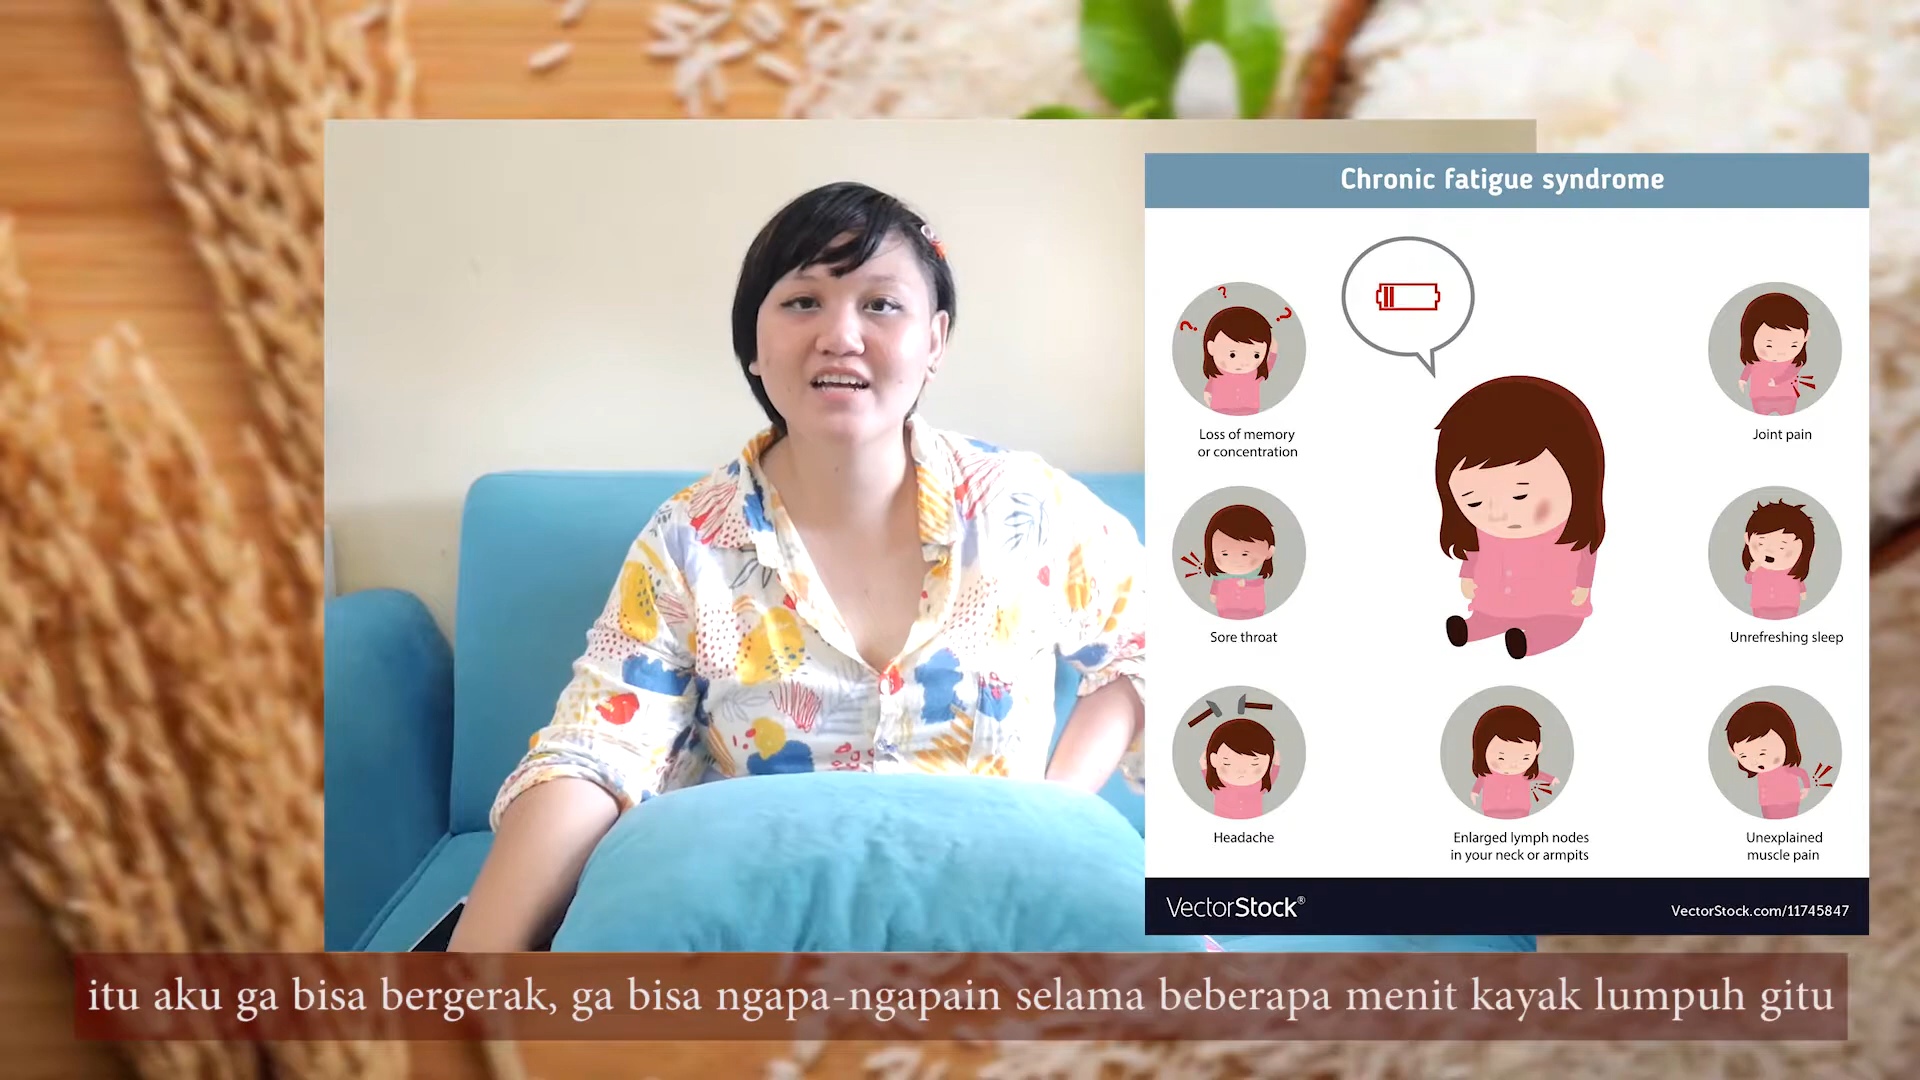 Chronic fatigue syndrome
? ? ?
Loss of memory
or concentration
Joint pain
Sore throat
Unrefreshing sleep
Headache
Enlarged lymph nodes
in your neck or armpits
Unexplained
muscle pain
VectorStock®
VectorStock.com/11745847
itu aku ga bisa bergerak, ga bisa ngapa-ngapain selama beberapa menit kayak lumpuh gitu